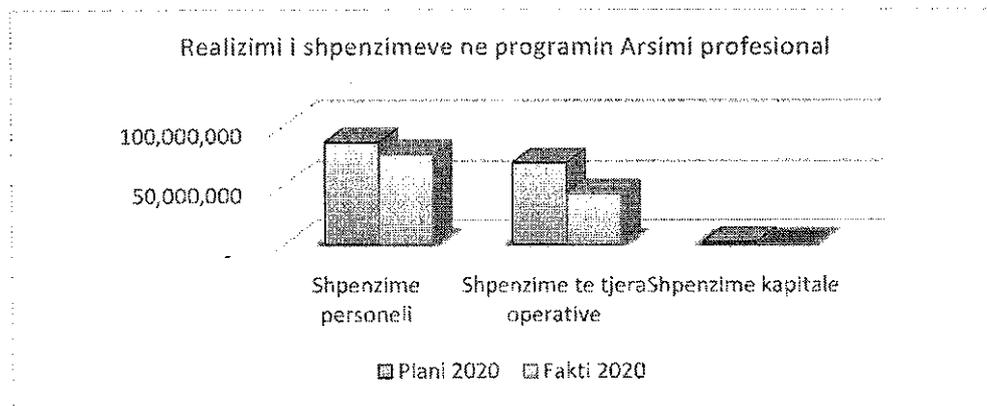 Realizimi i shpenzimeve ne programin Arsimi profesional
100,000,000
50,000,000
-
Shpenzime personeli
Shpenzime te tjera operative
Shpenzime kapitale
Plani 2020
Fakti 2020